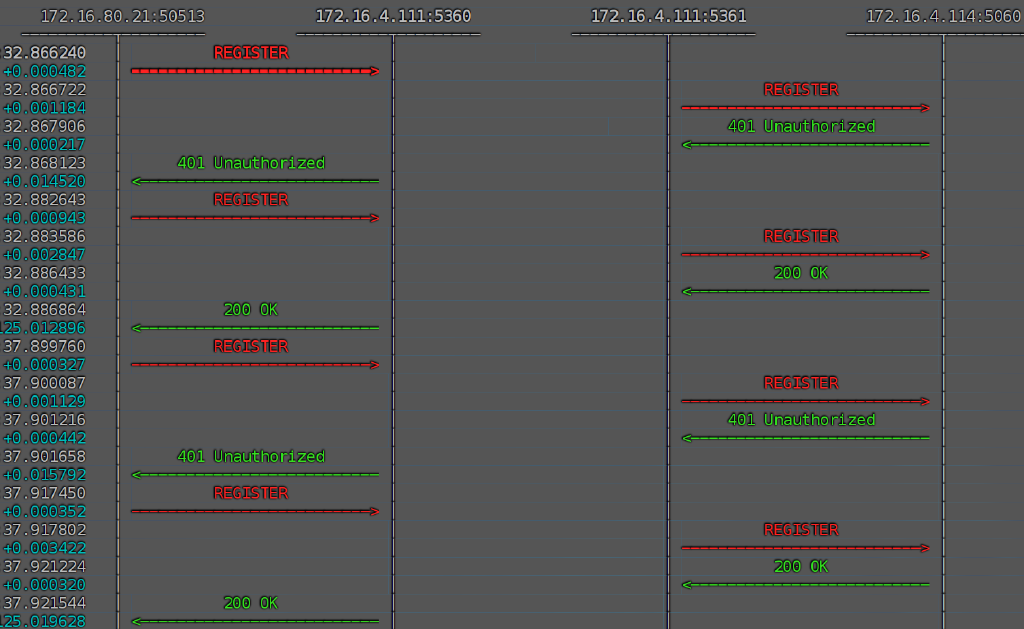 172.16.80.21:50513 172.16.4.111:5360 172.16.4.111:5361 172.16.4.114:5060
32.866240 REGISTER
+0.000482
32.866722 REGISTER
+0.001184
32.867906 401 Unauthorized
+0.000217
32.868123 401 Unauthorized
+0.014520
32.882643 REGISTER
+0.000943
32.883586 REGISTER
+0.002847
32.886433 200 OK
+0.000431
32.886864 200 OK
125.012896
37.899760 REGISTER
+0.000327
37.900087 REGISTER
+0.001129
37.901216 401 Unauthorized
+0.000442
37.901658 401 Unauthorized
+0.015792
37.917450 REGISTER
+0.000352
37.917802 REGISTER
+0.003422
37.921224 200 OK
+0.000320
37.921544 200 OK
125.019628